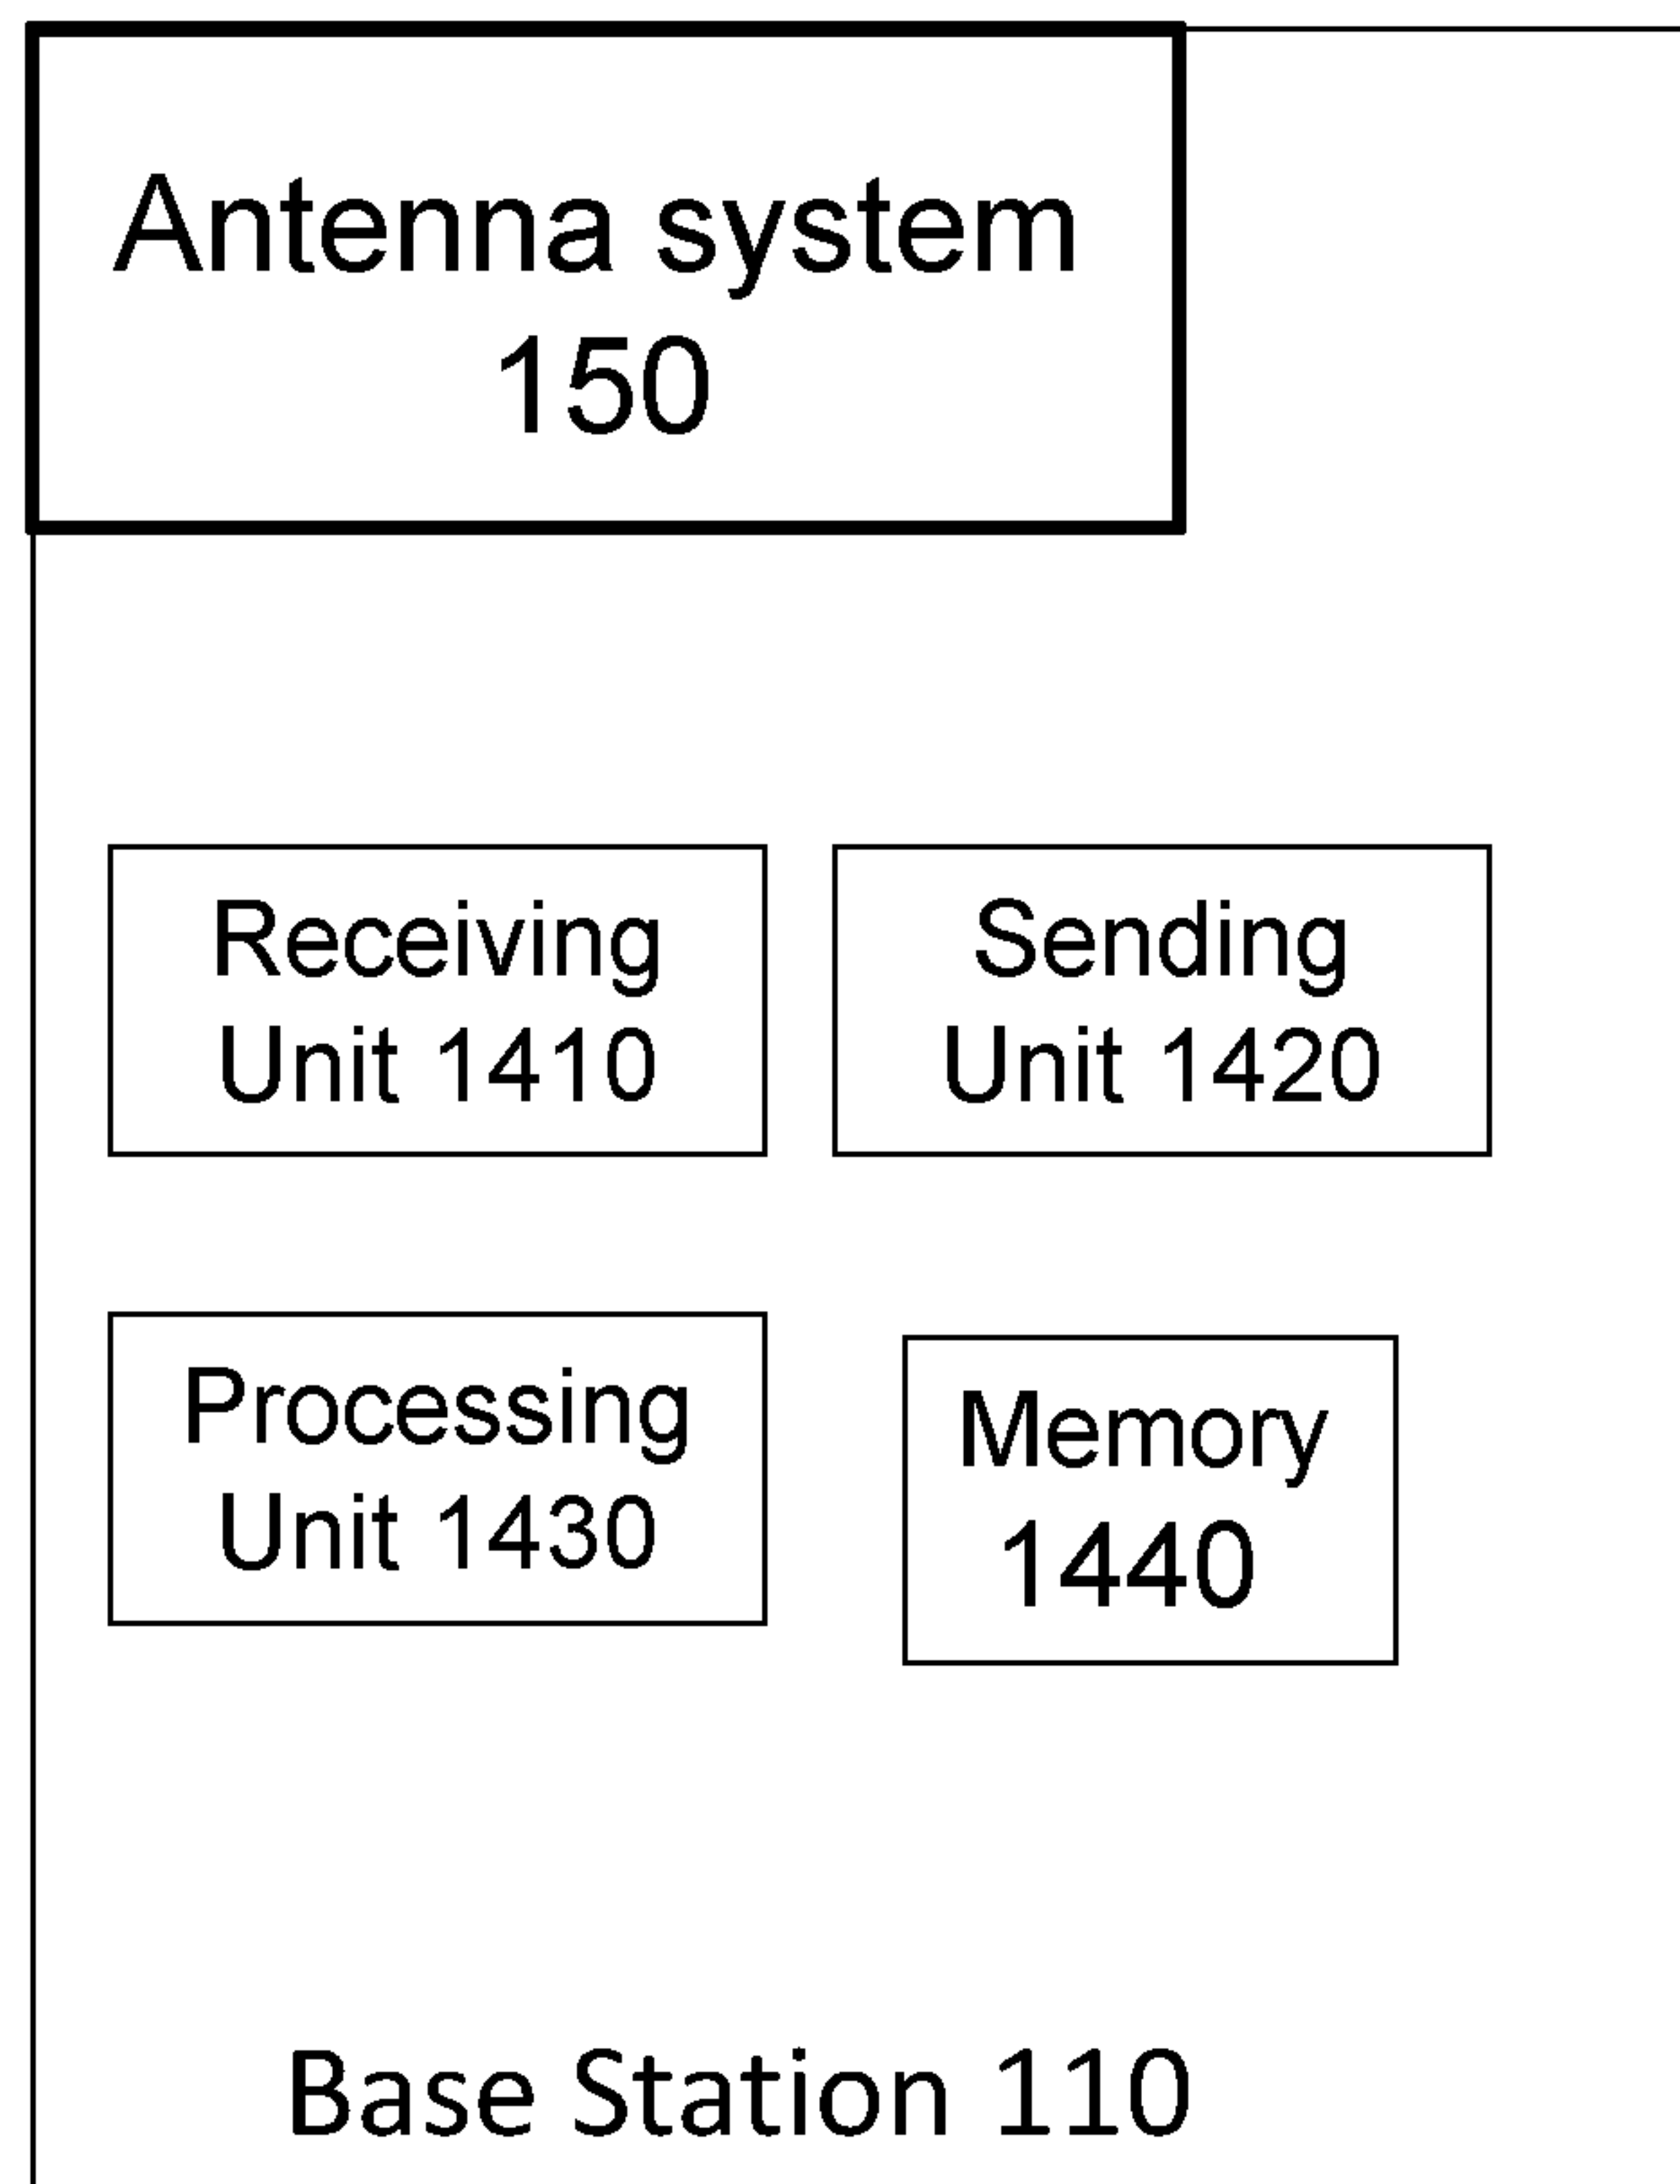 Antenna system
150
Receiving
Unit 1410
Sending
Unit 1420
Processing
Unit 1430
Memory
1440
Base Station 110